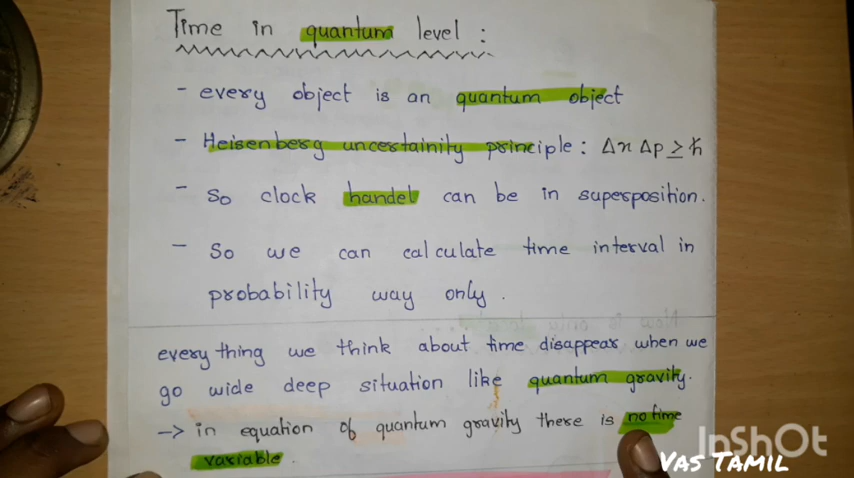 Time in quantum level :
- every object is an quantum object
- Heisenberg uncertainity principle : Δx Δp ≥ ħ
- So clock handel can be in superposition.
- So we can calculate time interval in
probability way only.
every thing we think about time disappear when we
go wide deep situation like quantum gravity.
-> in equation of quantum gravity there is no time
variable.
InShOt
VAS TAMIL